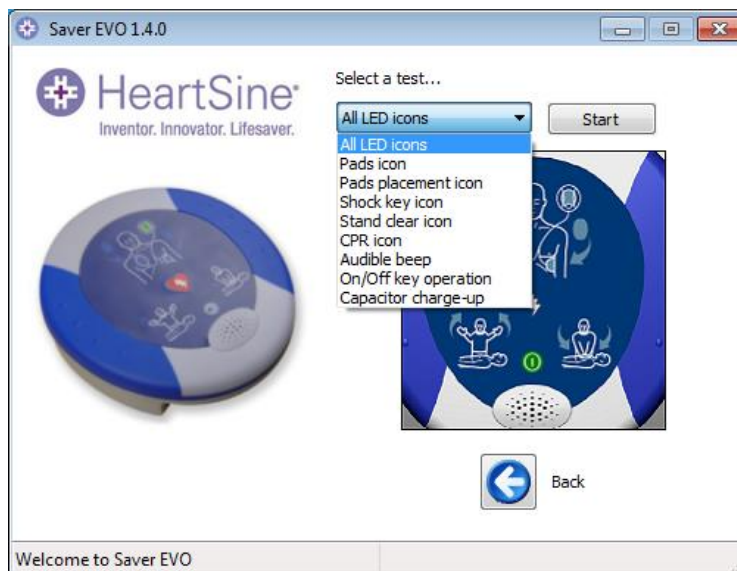 Saver EVO 1.4.0
HeartSine®
Inventor. Innovator. Lifesaver.
Select a test...
All LED icons
Start
All LED icons
Pads icon
Pads placement icon
Shock key icon
Stand clear icon
CPR icon
Audible beep
On/Off key operation
Capacitor charge-up
Back
Welcome to Saver EVO